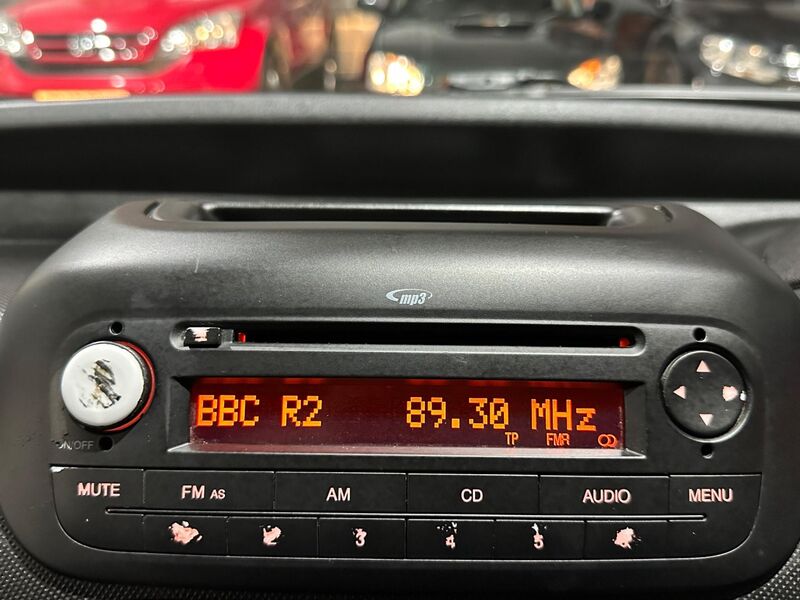 mp3
BBC R2 89.30 MHz
TP FMR
ON/OFF
MUTE FM AS AM CD AUDIO MENU
3 4 5